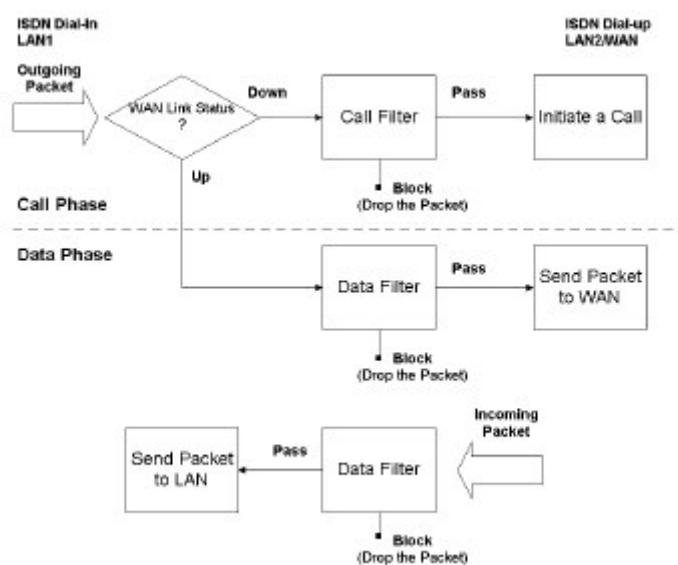 ISDN Dial-In
LAN1
ISDN Dial-up
LAN2/WAN
Outgoing
Packet
WAN Link Status
?
Down
Call Filter
Pass
Initiate a Call
Up
Block
(Drop the Packet)
Call Phase
Data Phase
Data Filter
Pass
Send Packet
to WAN
Block
(Drop the Packet)
Incoming
Packet
Send Packet
to LAN
Pass
Data Filter
Block
(Drop the Packet)